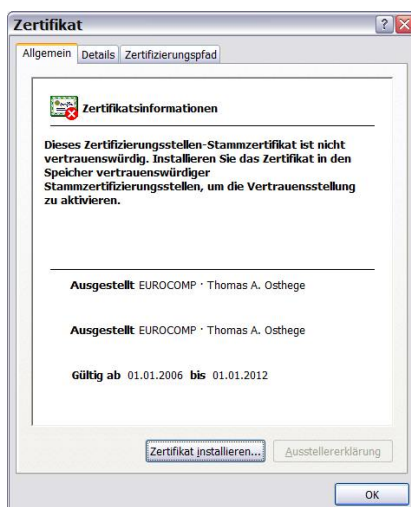 Zertifikat
Allgemein Details Zertifizierungspfad
Zertifikatsinformationen
Dieses Zertifizierungsstellen-Stammzertifikat ist nicht
vertrauenswürdig. Installieren Sie das Zertifikat in den
Speicher vertrauenswürdiger
Stammzertifizierungsstellen, um die Vertrauensstellung
zu aktivieren.
Ausgestellt EUROCOMP · Thomas A. Osthege
Ausgestellt EUROCOMP · Thomas A. Osthege
Gültig ab 01.01.2006 bis 01.01.2012
Zertifikat installieren... Ausstellererklärung
OK